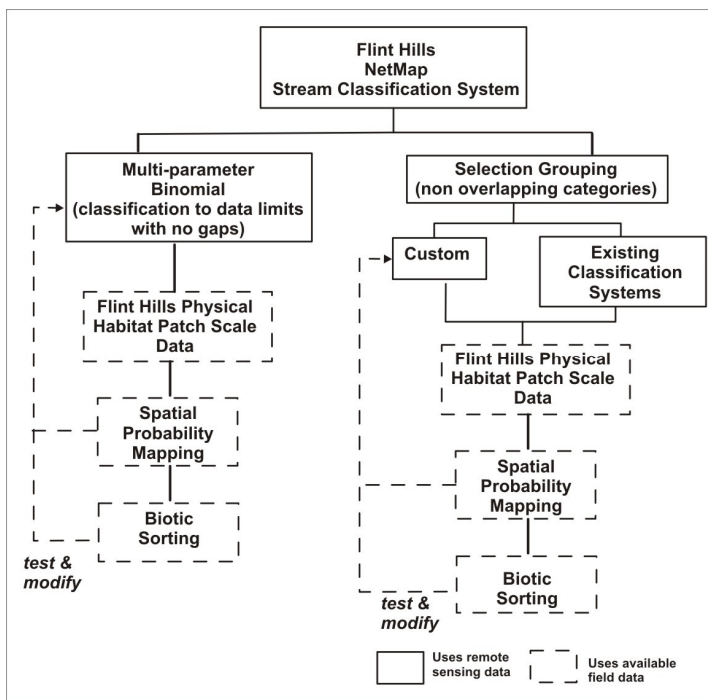 Flint Hills
NetMap
Stream Classification System
Multi-parameter
Binomial
(classification to data limits
with no gaps)
Selection Grouping
(non overlapping categories)
Custom
Existing
Classification
Systems
Flint Hills Physical
Habitat Patch Scale
Data
Flint Hills Physical
Habitat Patch Scale
Data
Spatial
Probability
Mapping
Spatial
Probability
Mapping
Biotic
Sorting
Biotic
Sorting
test &
modify
test &
modify
Uses remote
sensing data
Uses available
field data